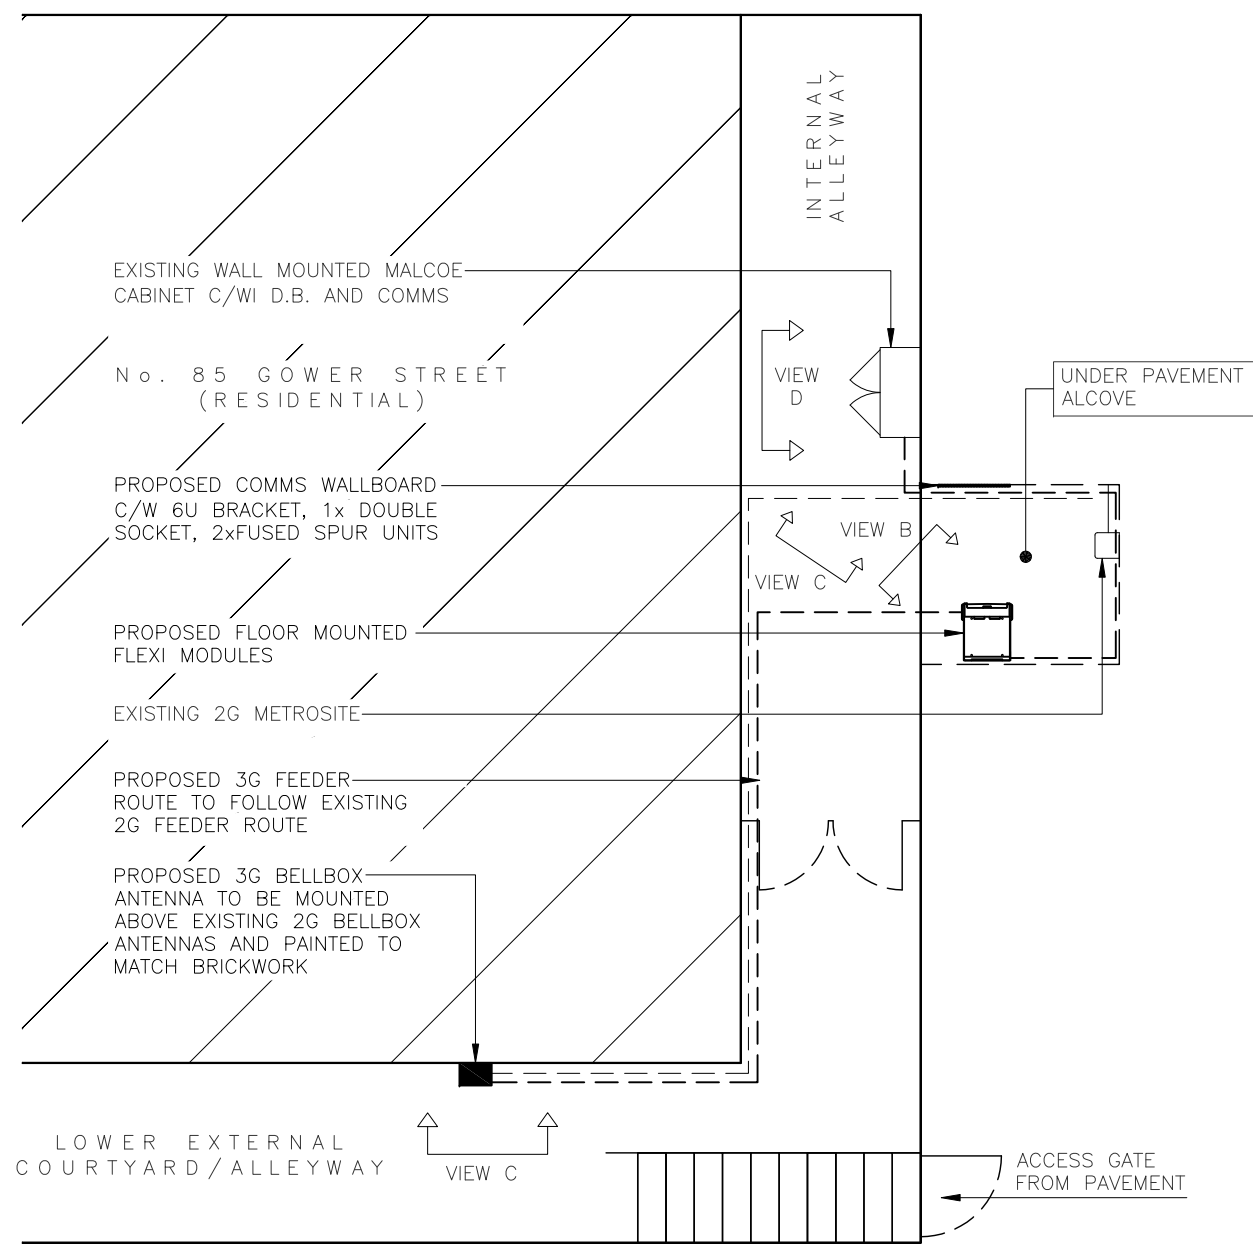 INTERNAL
ALLEYWAY
EXISTING WALL MOUNTED MALCOE
CABINET C/WI D.B. AND COMMS
No. 85 GOWER STREET
(RESIDENTIAL)
VIEW
D
UNDER PAVEMENT
ALCOVE
PROPOSED COMMS WALLBOARD
C/W 6U BRACKET, 1x DOUBLE
SOCKET, 2xFUSED SPUR UNITS
VIEW B
VIEW C
PROPOSED FLOOR MOUNTED
FLEXI MODULES
EXISTING 2G METROSITE
PROPOSED 3G FEEDER
ROUTE TO FOLLOW EXISTING
2G FEEDER ROUTE
PROPOSED 3G BELLBOX
ANTENNA TO BE MOUNTED
ABOVE EXISTING 2G BELLBOX
ANTENNAS AND PAINTED TO
MATCH BRICKWORK
LOWER EXTERNAL
COURTYARD/ALLEYWAY
VIEW C
ACCESS GATE
FROM PAVEMENT